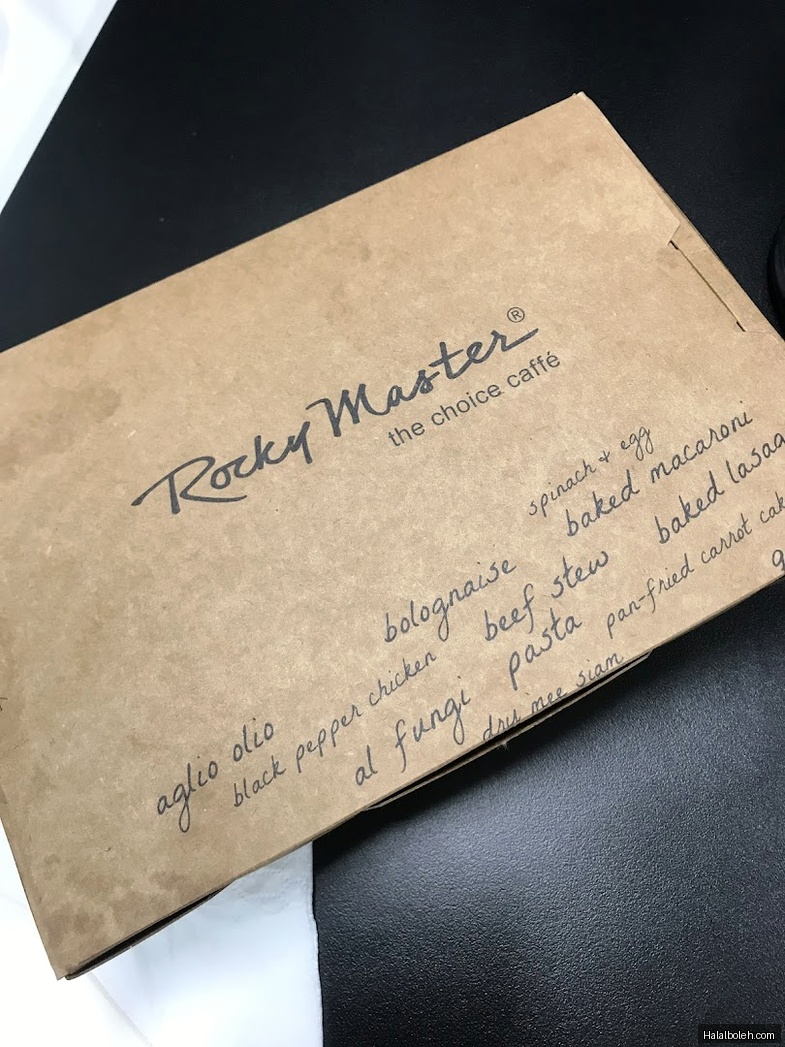 Rocky Master®
the choice caffé
spinach + egg
baked macaroni
bolognaise
beef stew
baked
black pepper chicken
pasta
pan-fried carrot
aglio olio
al fungi
dry mee siam
Halalboleh.com